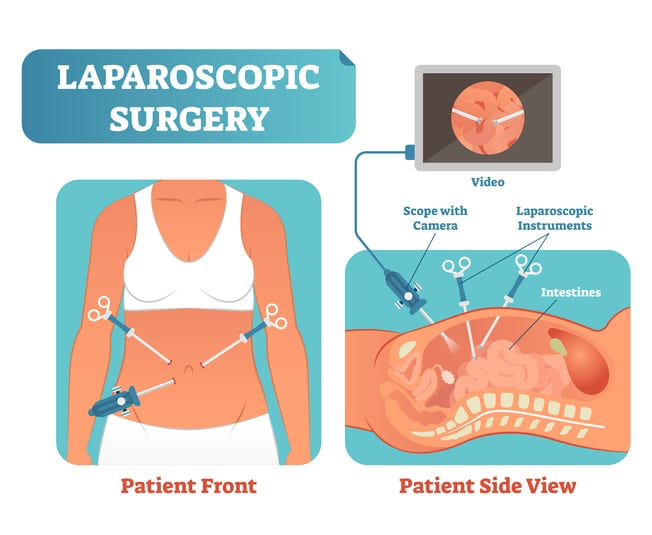 LAPAROSCOPIC
SURGERY
Video
Scope with
Camera
Laparoscopic
Instruments
Intestines
Patient Front
Patient Side View